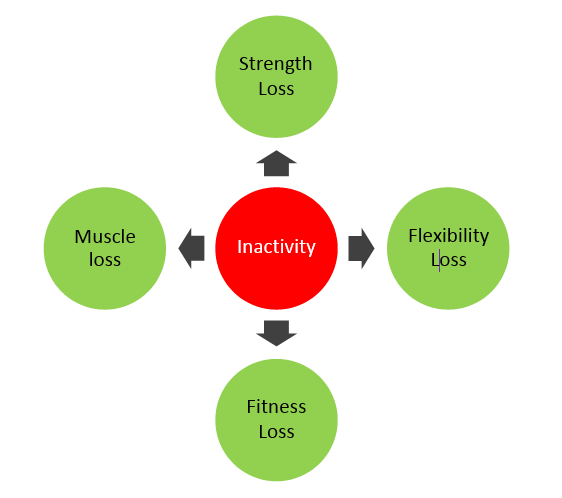 Strength
Loss
Muscle
loss
Inactivity
Flexibility
Loss
Fitness
Loss